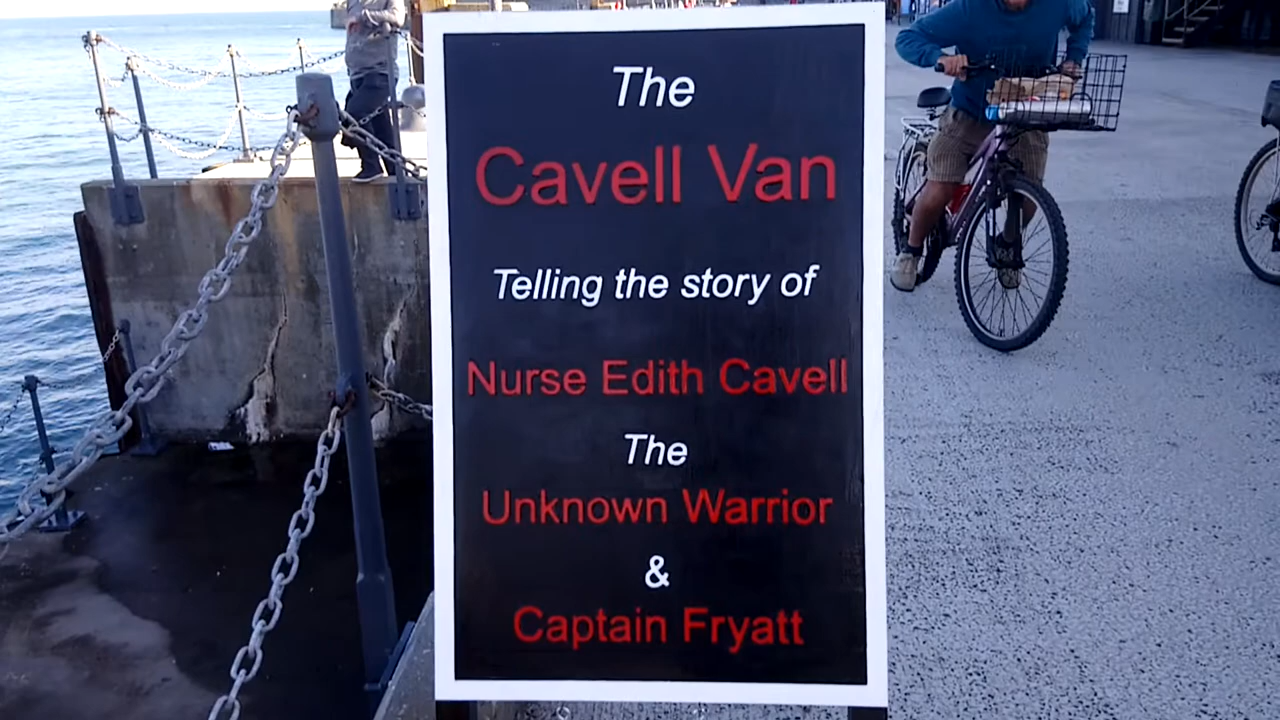 The
Cavell Van
Telling the story of
Nurse Edith Cavell
The
Unknown Warrior
&
Captain Fryatt